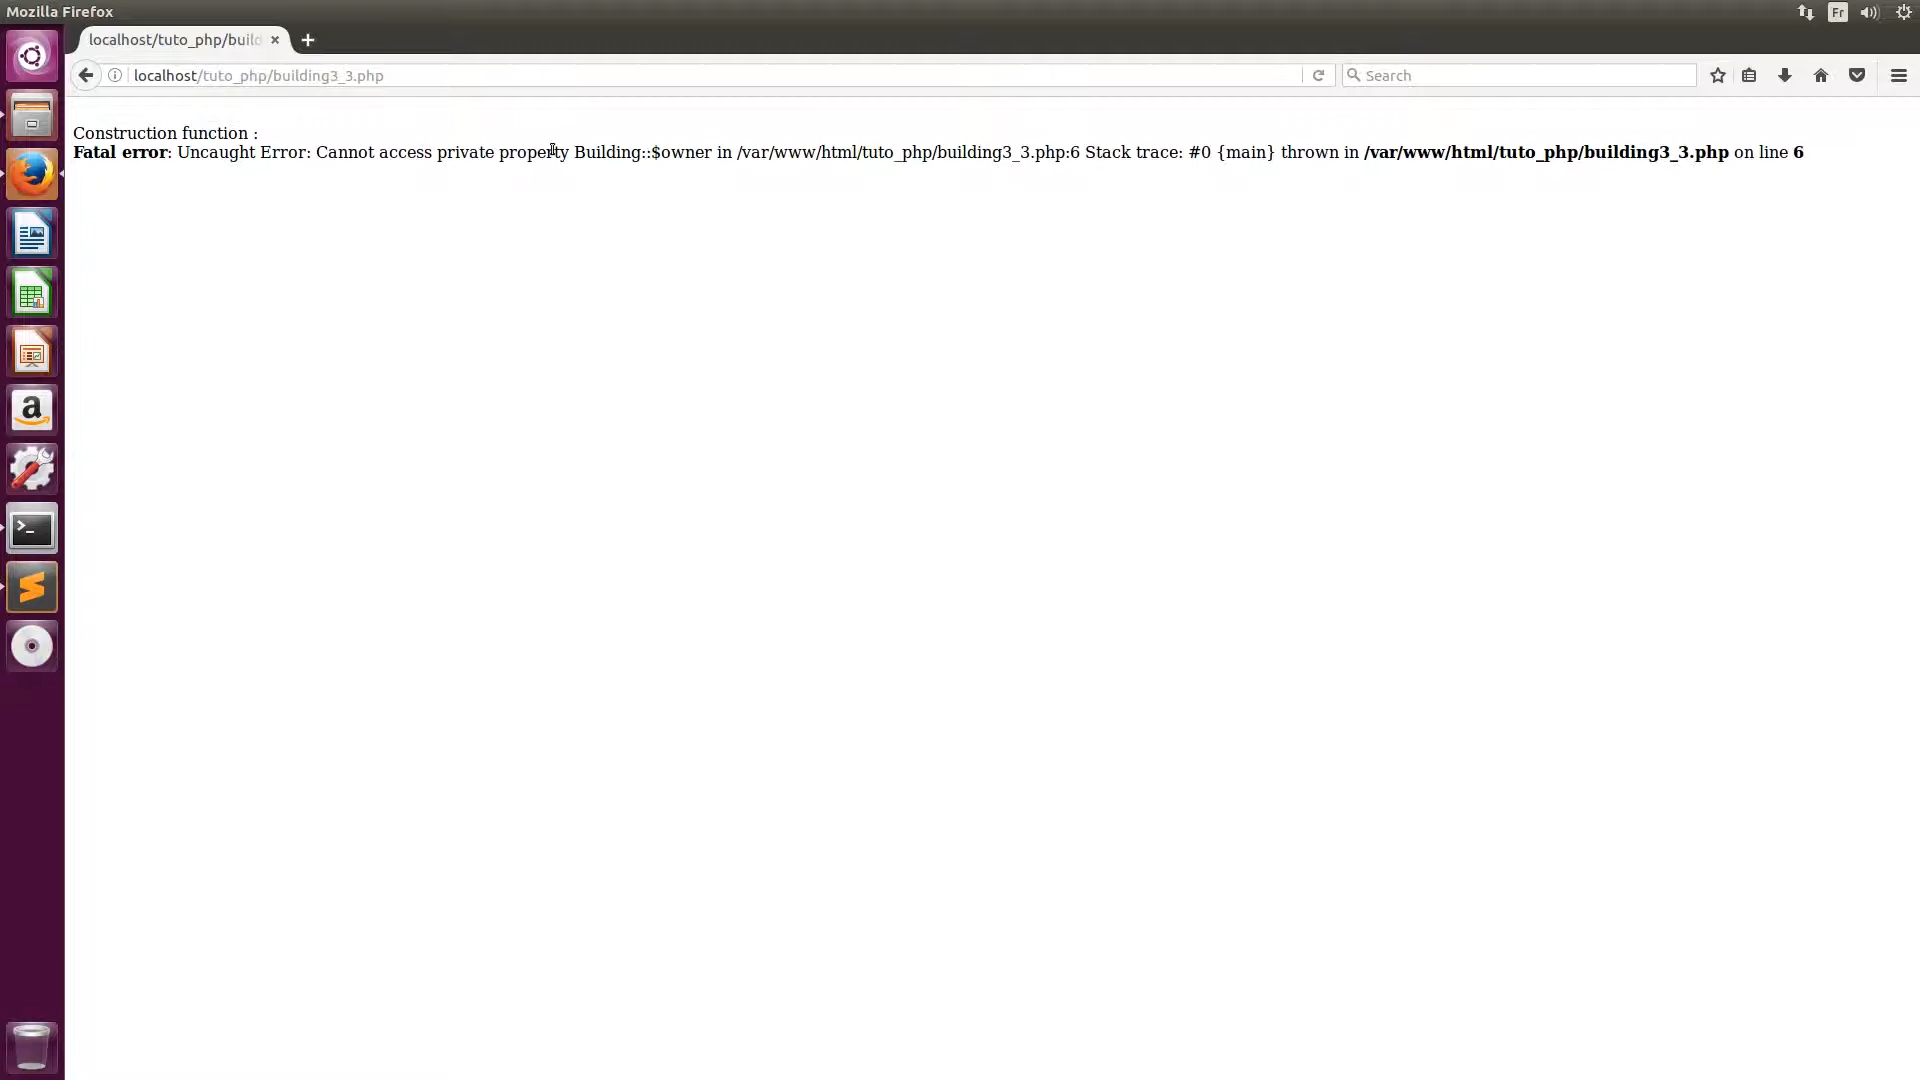 Mozilla Firefox
Fr
localhost/tuto_php/build
localhost/tuto_php/building3_3.php
Search
Construction function :
Fatal error: Uncaught Error: Cannot access private property Building::$owner in /var/www/html/tuto_php/building3_3.php:6 Stack trace: #0 {main} thrown in /var/www/html/tuto_php/building3_3.php on line 6